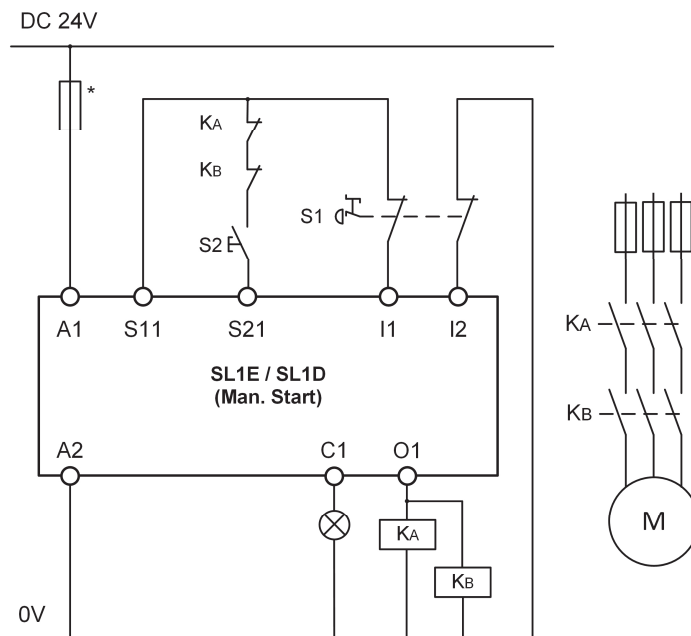 DC 24V
*
KA
KB
S1
S2
A1 S11 S21 I1 I2
KA
SL1E / SL1D
(Man. Start)
KB
A2 C1 O1
M
KA
KB
0V